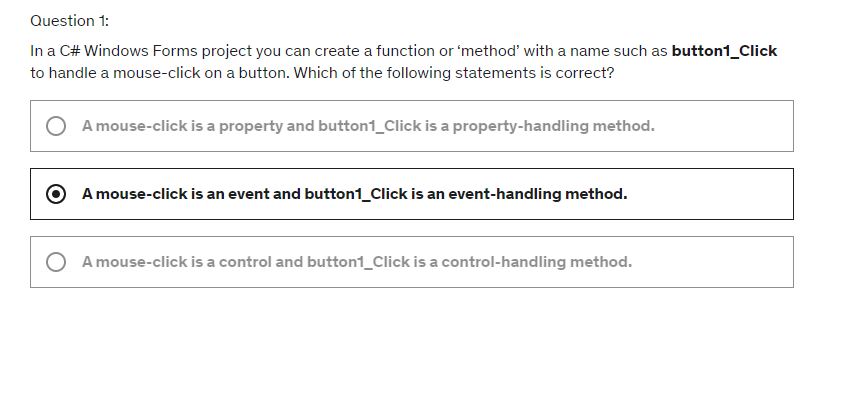 Question 1:
In a C# Windows Forms project you can create a function or ‘method’ with a name such as button1_Click
to handle a mouse-click on a button. Which of the following statements is correct?
A mouse-click is a property and button1_Click is a property-handling method.
A mouse-click is an event and button1_Click is an event-handling method.
A mouse-click is a control and button1_Click is a control-handling method.